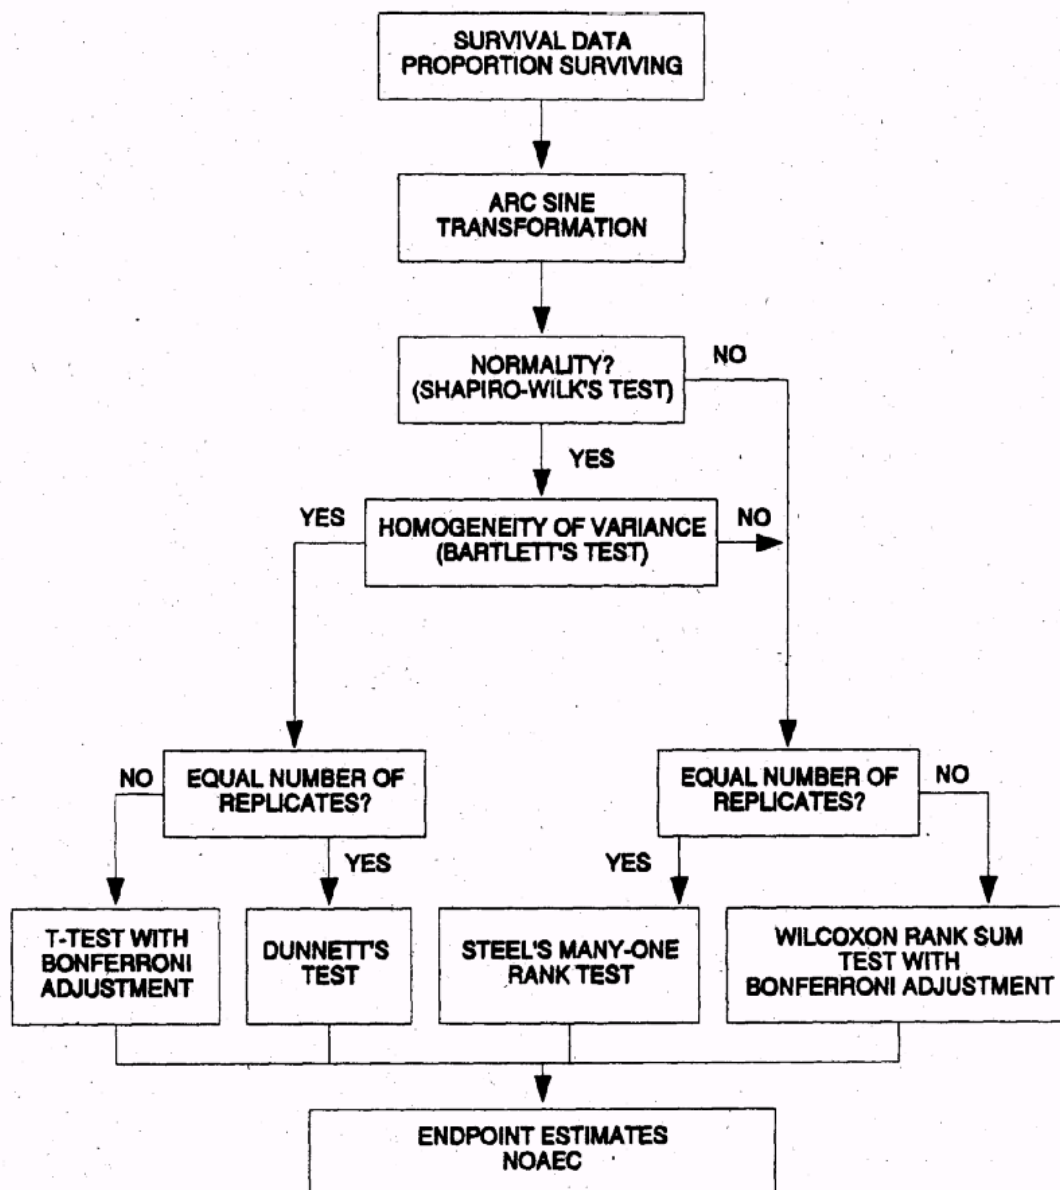 SURVIVAL DATA
PROPORTION SURVIVING
ARC SINE
TRANSFORMATION
NORMALITY?
(SHAPIRO-WILK'S TEST)
NO
YES
YES
HOMOGENEITY OF VARIANCE
(BARTLETT'S TEST)
NO
NO
EQUAL NUMBER OF
REPLICATES?
YES
EQUAL NUMBER OF
REPLICATES?
NO
YES
T-TEST WITH
BONFERRONI
ADJUSTMENT
DUNNETT'S
TEST
STEEL'S MANY-ONE
RANK TEST
WILCOXON RANK SUM
TEST WITH
BONFERRONI ADJUSTMENT
ENDPOINT ESTIMATES
NOAEC